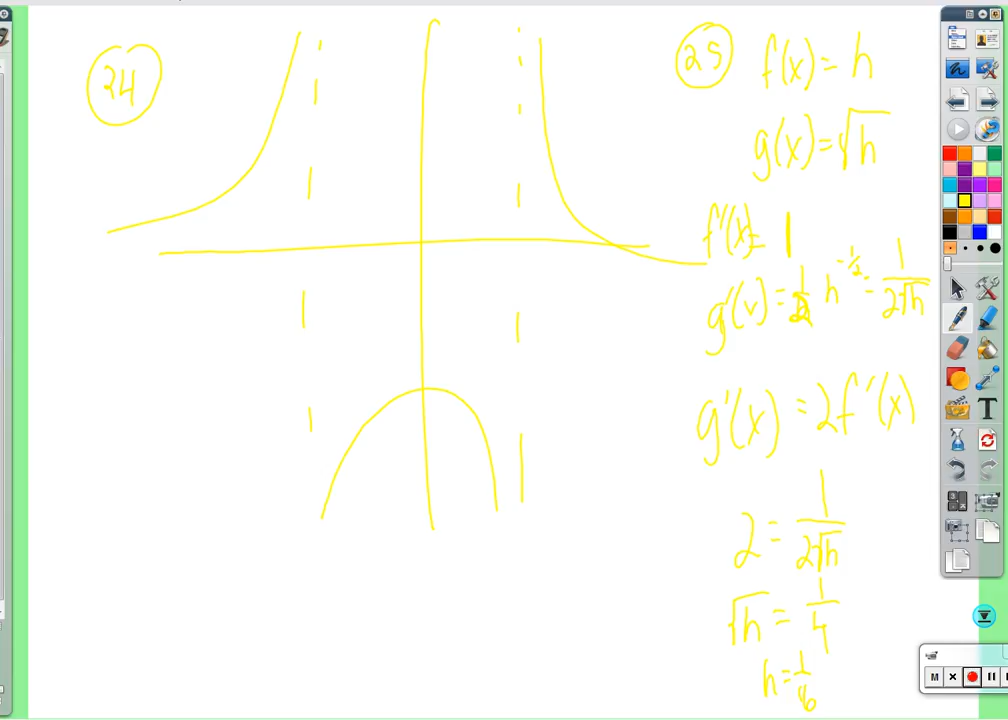 24
25
f(x) = h
g(x) = √h
f'(x) = 1
g'(x) = 1/2 h^-1/2 = 1/(2√h)
g'(x) = 2f'(x)
2 = 1/(2√h)
√h = 1/4
h = 1/16
T
M